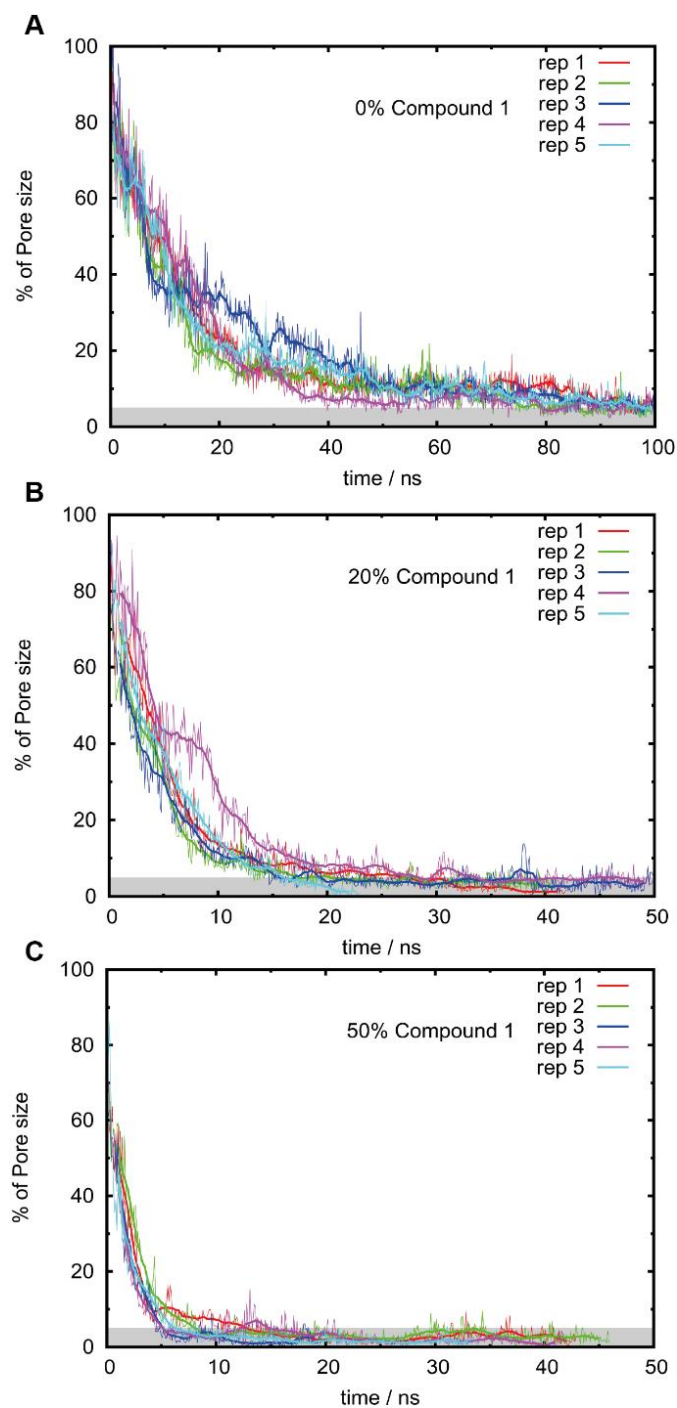 A
100
80
60
40
20
0
% of Pore size
0% Compound 1
rep 1
rep 2
rep 3
rep 4
rep 5
0 20 40 60 80 100
time / ns
B
100
80
60
40
20
0
% of Pore size
20% Compound 1
rep 1
rep 2
rep 3
rep 4
rep 5
0 10 20 30 40 50
time / ns
C
100
80
60
40
20
0
% of Pore size
50% Compound 1
rep 1
rep 2
rep 3
rep 4
rep 5
0 10 20 30 40 50
time / ns